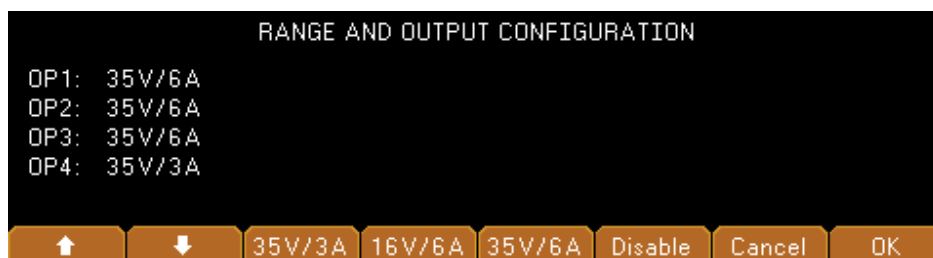 RANGE AND OUTPUT CONFIGURATION
OP1: 35V/6A
OP2: 35V/6A
OP3: 35V/6A
OP4: 35V/3A
35V/3A 16V/6A 35V/6A Disable Cancel OK